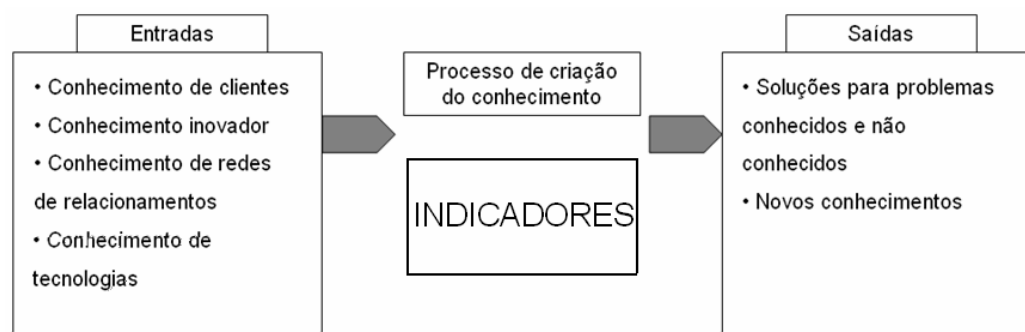 Entradas
• Conhecimento de clientes
• Conhecimento inovador
• Conhecimento de redes
de relacionamentos
• Conhecimento de
tecnologias
Processo de criação
do conhecimento
INDICADORES
Saídas
• Soluções para problemas
conhecidos e não
conhecidos
• Novos conhecimentos